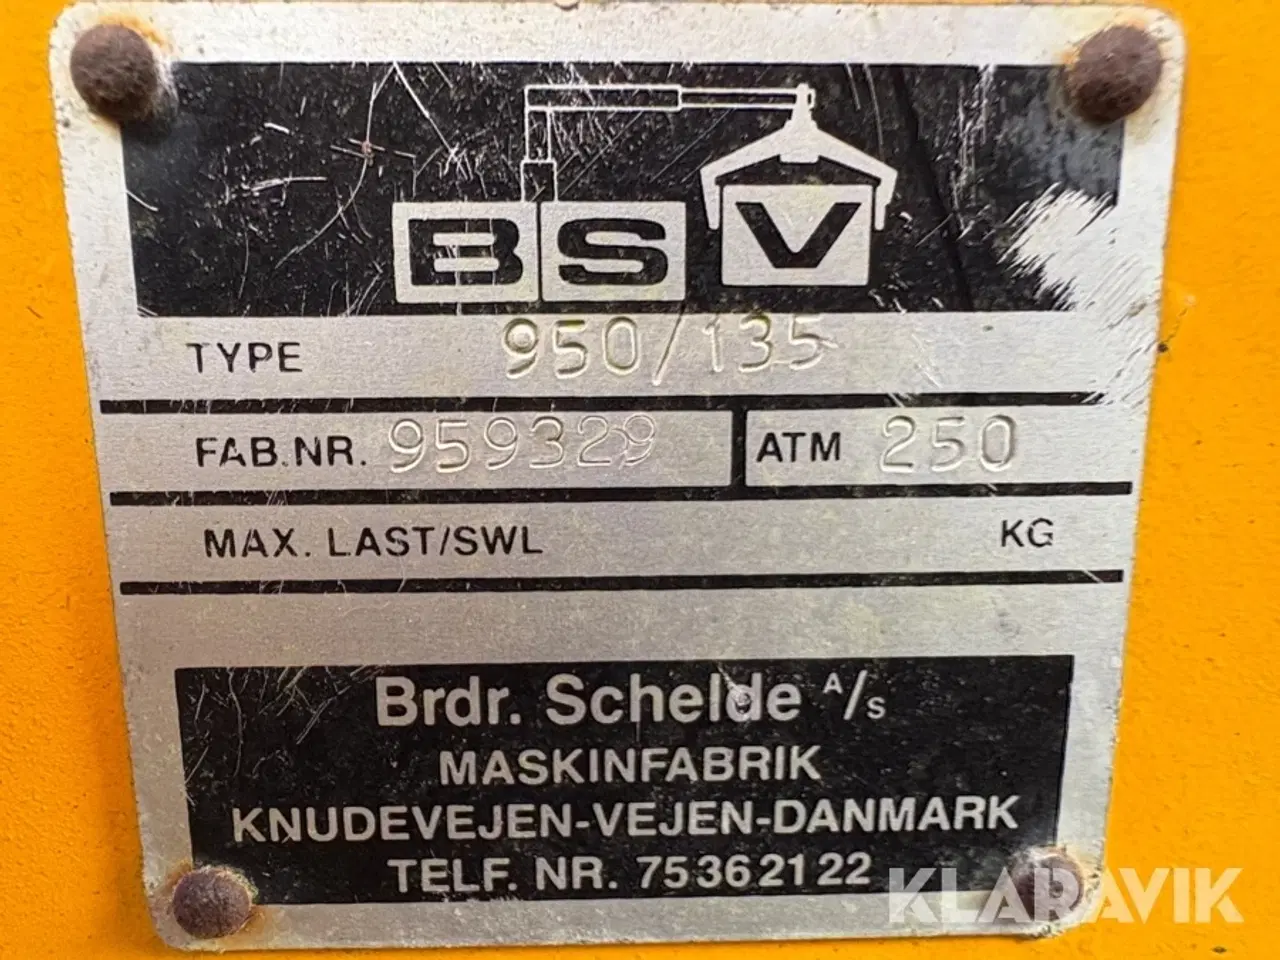 BSV
TYPE 950/135
FAB.NR. 959329 ATM 250
MAX. LAST/SWL KG
Brdr. Schelde A/s
MASKINFABRIK
KNUDEVEJEN-VEJEN-DANMARK
TELF. NR. 75 36 21 22
KLARAVIK